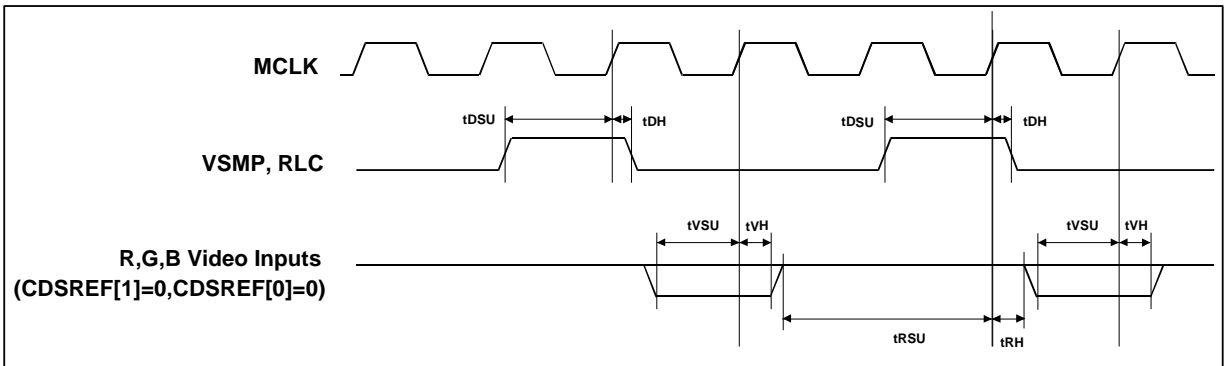 MCLK
tDSU tDH tDSU tDH
VSMP, RLC
tVSU tVH tVSU tVH
R,G,B Video Inputs
(CDSREF[1]=0,CDSREF[0]=0)
tRSU tRH